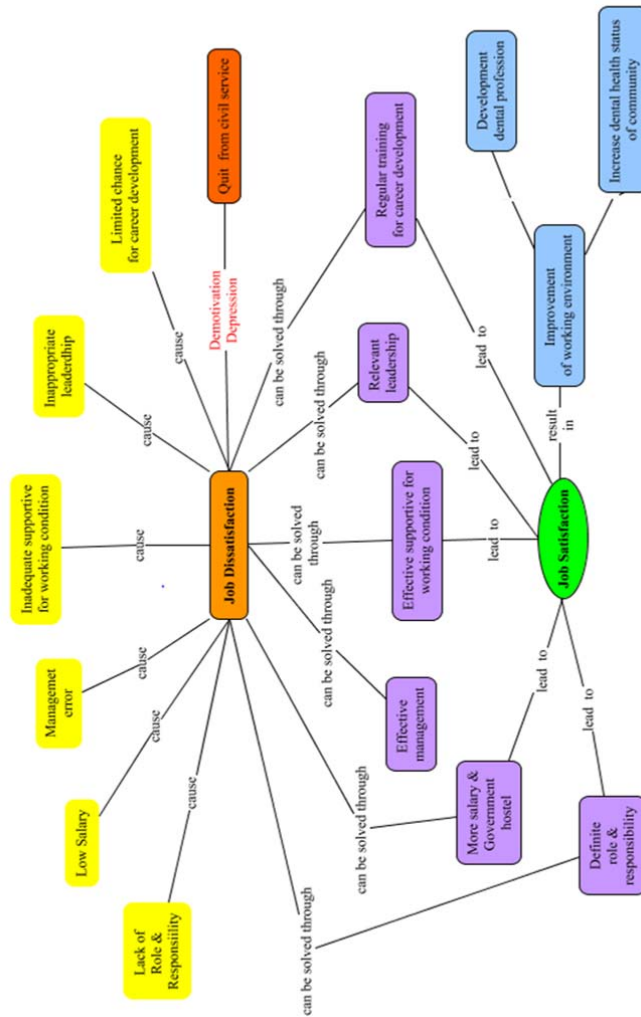 Lack of
Role &
Responsiility
Low Salary
Managemet
error
Inadequate supportive
for working condition
Inappropriate
leaderdhip
Limited chance
for career development
cause
cause
cause
cause
cause
cause
Job Dissatisfaction
Demotivation
Depression
Quit from civil service
can be solved through
can be solved through
can be solved through
can be solved
through
can be solved through
can be solved through
Definite
role &
responsibility
More salary &
Government
hostel
Effective
management
Effective supportive for
working condition
Relevant
leadership
Regular training
for career development
lead to
lead to
lead to
lead to
lead to
Job Satisfaction
result
in
Improvement
of working environment
Development
dental profession
Increase dental health status
of community